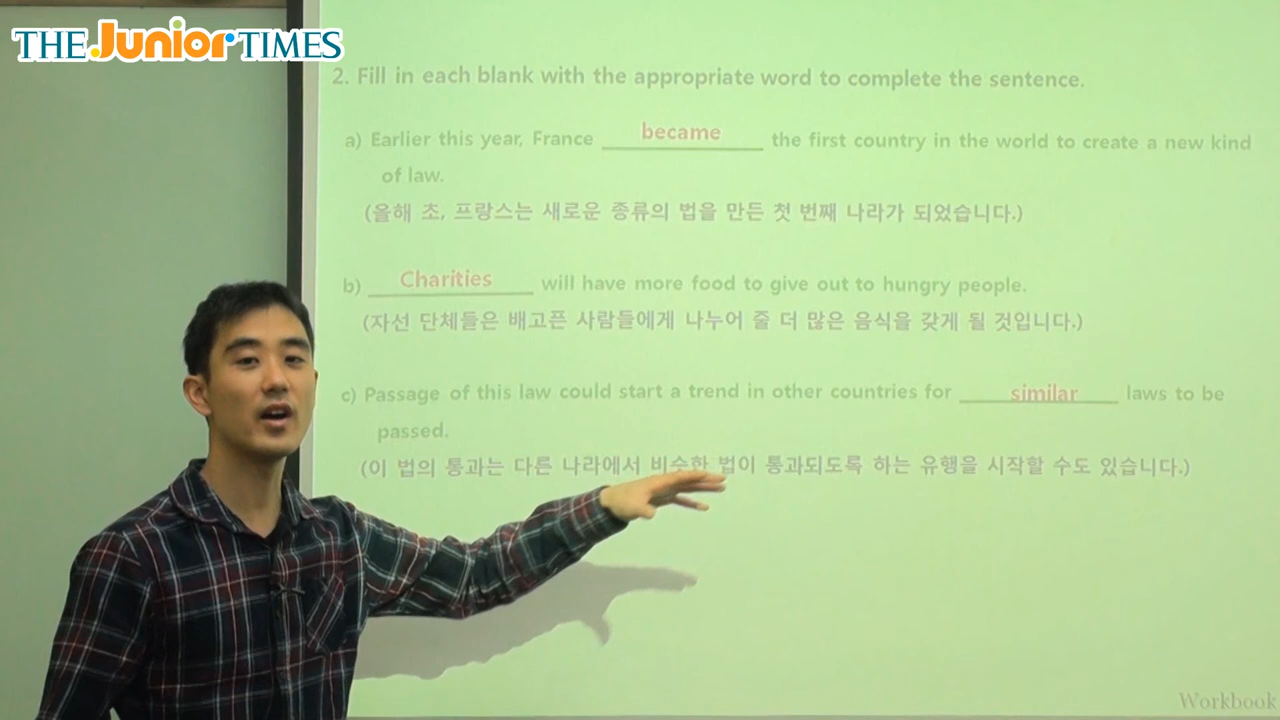 THE Junior TIMES
2. Fill in each blank with the appropriate word to complete the sentence.
a) Earlier this year, France became the first country in the world to create a new kind
of law.
(올해 초, 프랑스는 새로운 종류의 법을 만든 첫 번째 나라가 되었습니다.)
b) Charities will have more food to give out to hungry people.
(자선 단체들은 배고픈 사람들에게 나누어 줄 더 많은 음식을 갖게 될 것입니다.)
c) Passage of this law could start a trend in other countries for similar laws to be
passed.
(이 법의 통과는 다른 나라에서 비슷한 법이 통과되도록 하는 유행을 시작할 수도 있습니다.)
Workbook